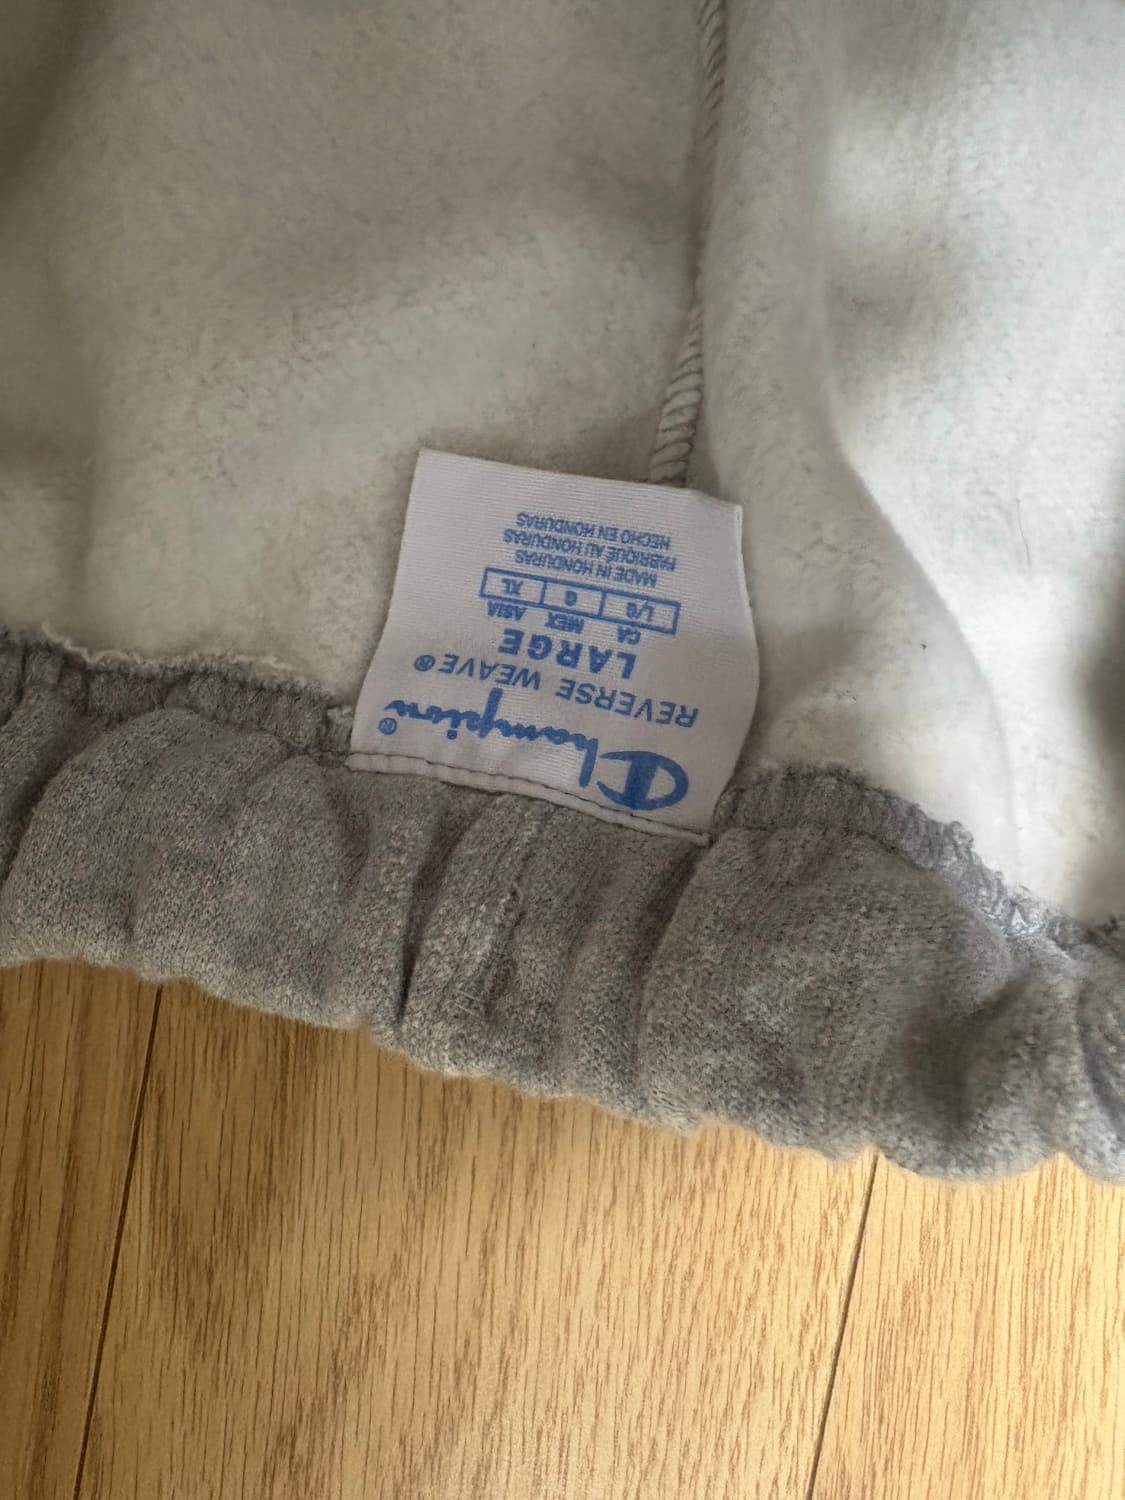 Champion®
REVERSE WEAVE®
LARGE
CA MEX ASIA
L/G G XL
MADE IN HONDURAS
FABRIQUÉ AU HONDURAS
HECHO EN HONDURAS